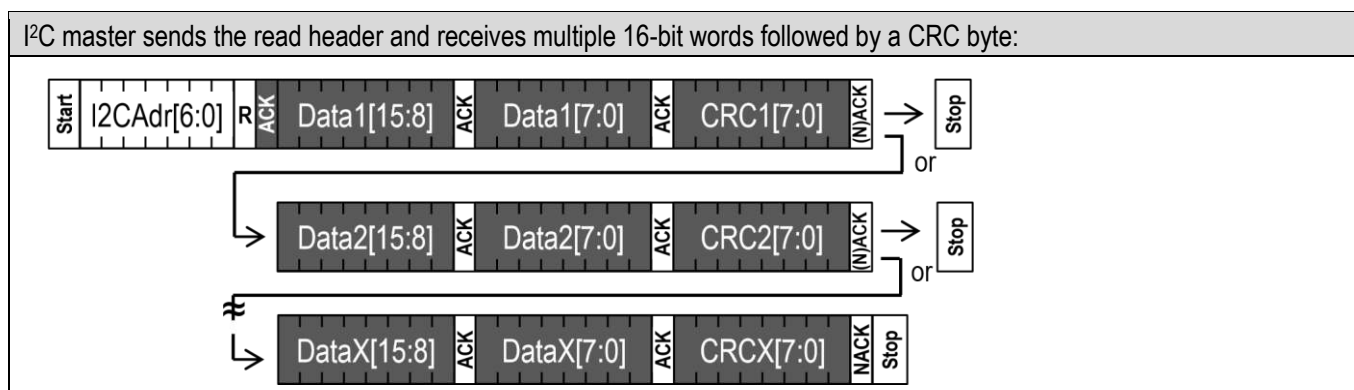 I²C master sends the read header and receives multiple 16-bit words followed by a CRC byte:
Start I2CAdr[6:0] R ACK Data1[15:8] ACK Data1[7:0] ACK CRC1[7:0] (N)ACK Stop
or
Data2[15:8] ACK Data2[7:0] ACK CRC2[7:0] (N)ACK Stop
or
DataX[15:8] ACK DataX[7:0] ACK CRCX[7:0] NACK Stop